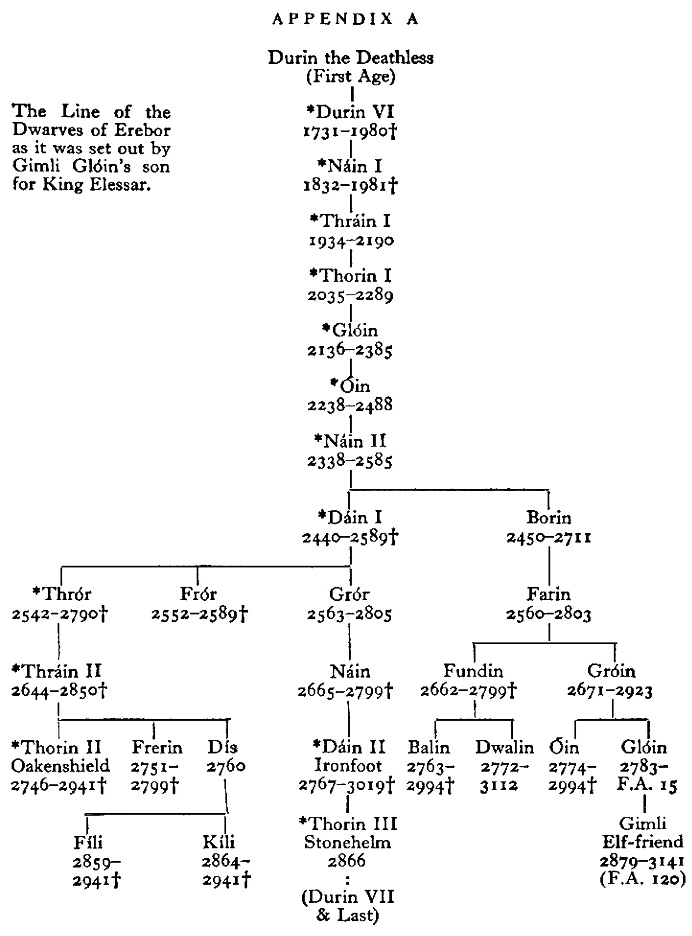 APPENDIX A
Durin the Deathless
(First Age)
The Line of the
Dwarves of Erebor
as it was set out by
Gimli Glóin's son
for King Elessar.
*Durin VI
1731–1980†
*Náin I
1832–1981†
*Thráin I
1934–2190
*Thorin I
2035–2289
*Glóin
2136–2385
*Óin
2238–2488
*Náin II
2338–2585
*Dáin I
2440–2589†
Borin
2450–2711
*Thrór
2542–2790†
Frór
2552–2589†
Grór
2563–2805
Farin
2560–2803
*Thráin II
2644–2850†
Náin
2665–2799†
Fundin
2662–2799†
Gróin
2671–2923
*Thorin II
Oakenshield
2746–2941†
Frerin
2751–
2799†
Dís
2760
*Dáin II
Ironfoot
2767–3019†
Balin
2763–
2994†
Dwalin
2772–
3112
Óin
2774–
2994†
Glóin
2783–
F.A. 15
Fíli
2859–
2941†
Kíli
2864–
2941†
*Thorin III
Stonehelm
2866
:
(Durin VII
& Last)
Gimli
Elf-friend
2879–3141
(F.A. 120)